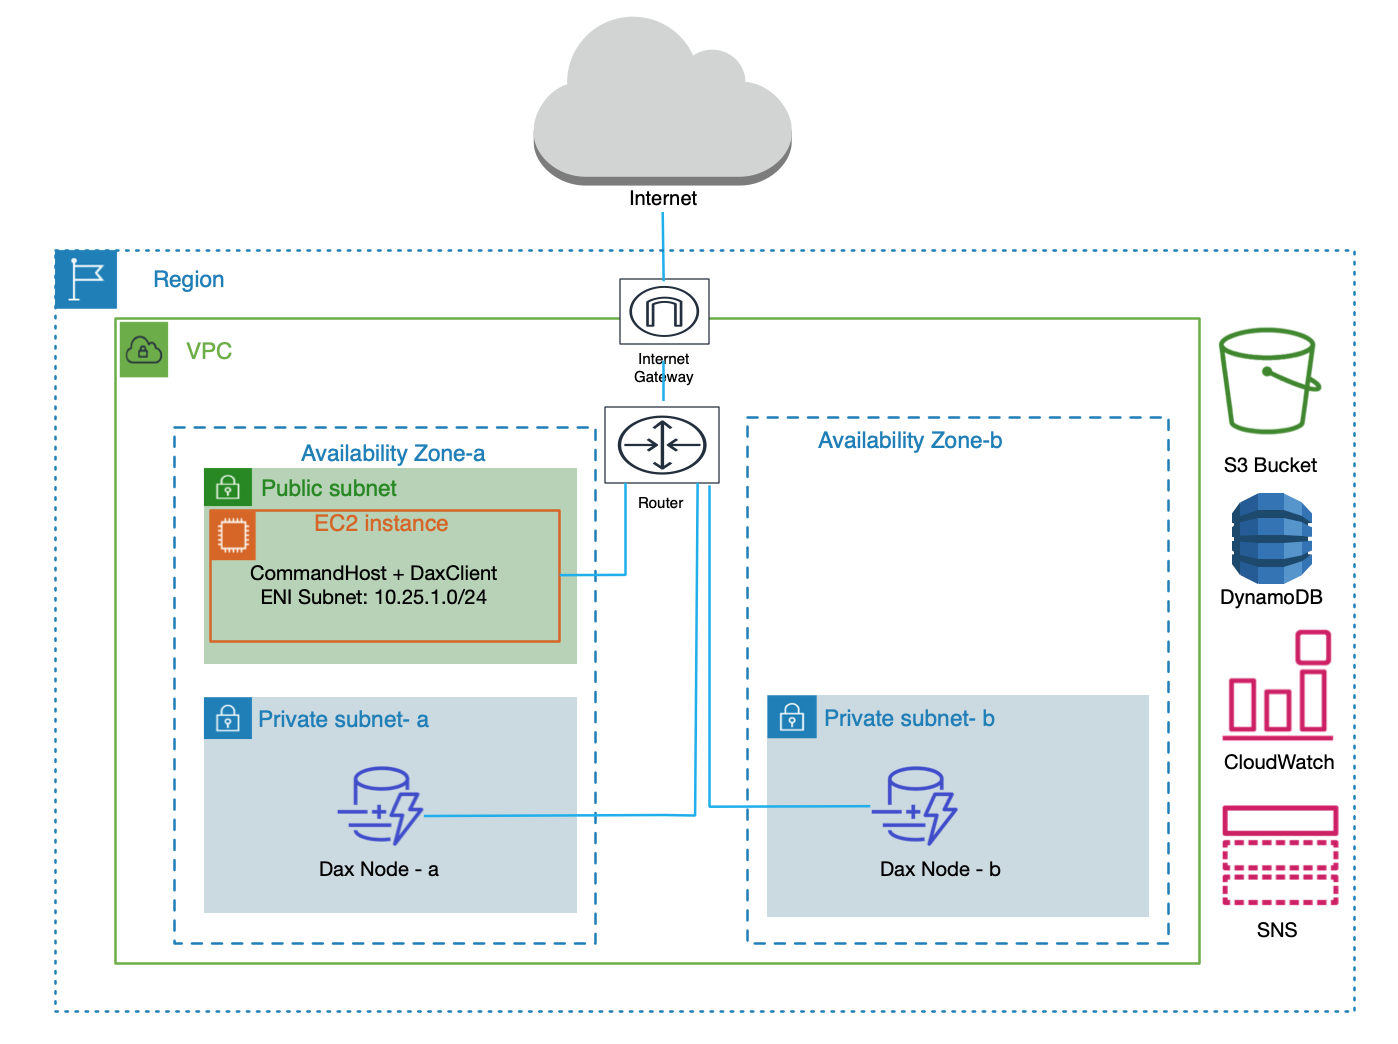 Internet
Region
Internet
Gateway
VPC
Router
Availability Zone-a
Public subnet
EC2 instance
CommandHost + DaxClient
ENI Subnet: 10.25.1.0/24
Private subnet- a
Dax Node - a
Availability Zone-b
Private subnet- b
Dax Node - b
S3 Bucket
DynamoDB
CloudWatch
SNS